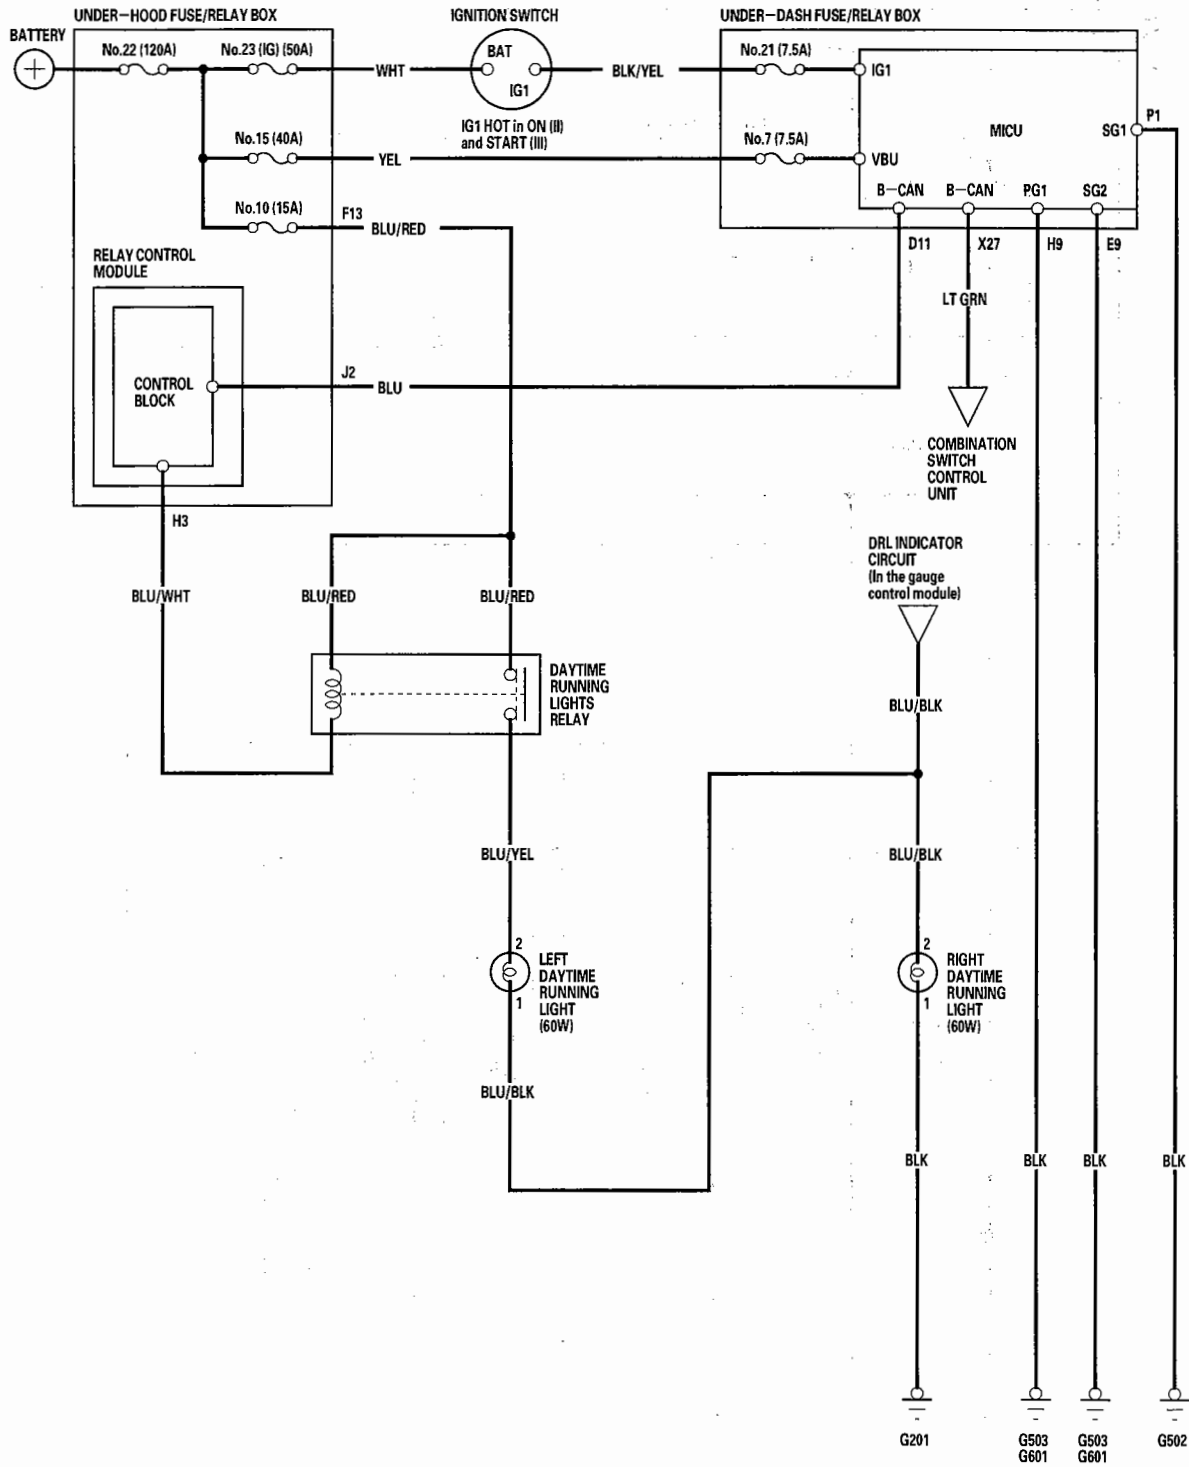 UNDER-HOOD FUSE/RELAY BOX
IGNITION SWITCH
UNDER-DASH FUSE/RELAY BOX
BATTERY
No.22 (120A)
No.23 (IG) (50A)
BAT
No.21 (7.5A)
WHT
BLK/YEL
IG1
IG1
P1
IG1 HOT in ON (II)
and START (III)
MICU
SG1
No.15 (40A)
No.7 (7.5A)
YEL
VBU
B-CAN
B-CAN
PG1
SG2
No.10 (15A)
F13
BLU/RED
D11
X27
H9
E9
RELAY CONTROL
MODULE
LT GRN
J2
CONTROL
BLOCK
BLU
COMBINATION
SWITCH
CONTROL
UNIT
H3
DRL INDICATOR
CIRCUIT
(In the gauge
control module)
BLU/WHT
BLU/RED
BLU/RED
DAYTIME
RUNNING
LIGHTS
RELAY
BLU/BLK
BLU/YEL
BLU/BLK
2
LEFT
DAYTIME
RUNNING
LIGHT
(60W)
1
2
RIGHT
DAYTIME
RUNNING
LIGHT
(60W)
1
BLU/BLK
BLK
BLK
BLK
BLK
G201
G503
G601
G503
G601
G502